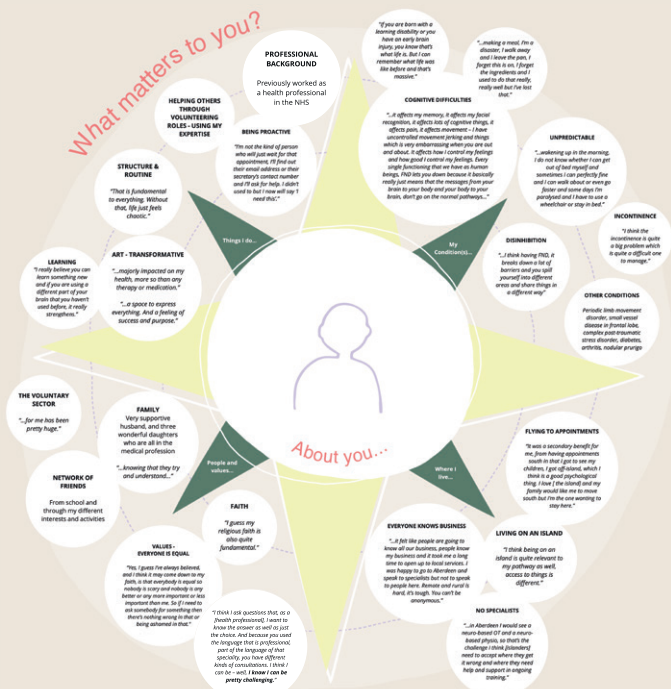 What matters to you?
PROFESSIONAL
BACKGROUND
Previously worked as
a health professional
in the NHS
HELPING OTHERS
THROUGH
VOLUNTEERING
ROLES - USING MY
EXPERTISE
BEING PROACTIVE
"I'm not the kind of person
who will just wait for that
appointment, I'll find out
their email address or their
secretary's contact number
and I'll ask for help. I didn't
used to but I now will 'I
need this'."
STRUCTURE &
ROUTINE
"That is fundamental
to everything. Without
that, life just feels
chaotic."
Things I do...
LEARNING
"I really believe you can
learn something new
and if you are using a
different part of your
brain that you haven't
used before, it really
strengthens."
ART - TRANSFORMATIVE
"...majorly impacted on my
health, more so than any
therapy or medication."
"...a space to express
everything. And a feeling of
success and purpose."
"If you are born with a
learning disability or you
have an early brain
injury, you know that's
what life is. But I can
remember what life was
like before and that's
massive."
"...making a meal, I'm a
disaster, I walk away
and I leave the pan, I
forget this is on, I forget
the ingredients and I
used to do that really,
really well but I've lost
that."
COGNITIVE DIFFICULTIES
"...it affects my memory, it affects my facial
recognition, it affects lots of cognitive things, it
affects pain, it affects movement – I have
uncontrolled movement jerking and things
which is very embarrassing when you are out
and about. It affects how I control my feelings
and how good I control my feelings. Every
single functioning that we have as human
beings, FND lets you down because it basically
really just means that the messages from your
brain to your body and your body to your
brain, don't go on the normal pathways..."
UNPREDICTABLE
"...wakening up in the morning,
I do not know whether I can get
out of bed myself and
sometimes I can perfectly fine
and I can walk about or even go
faster and some days I'm
paralysed and I have to use a
wheelchair or stay in bed."
My
Condition(s)...
DISINHIBITION
"...I think having FND, it
breaks down a lot of
barriers and you spill
yourself into different
areas and share things in
a different way"
INCONTINENCE
"I think the
incontinence is quite
a big problem which
is quite a difficult one
to manage."
OTHER CONDITIONS
Periodic limb movement
disorder, small vessel
disease in frontal lobe,
complex post-traumatic
stress disorder, diabetes,
arthritis, nodular prurigo
About you...
THE VOLUNTARY
SECTOR
"...for me has been
pretty huge."
FAMILY
Very supportive
husband, and three
wonderful daughters
who are all in the
medical profession
"...knowing that they try
and understand..."
People and
values...
NETWORK OF
FRIENDS
From school and
through my different
interests and activities
FAITH
"I guess my
religious faith is
also quite
fundamental."
VALUES -
EVERYONE IS EQUAL
"Yes, I guess I've always believed,
and I think it may come down to my
faith, is that everybody is equal so
nobody is scary and nobody is any
better or any more important or less
important than me. So if I need to
ask somebody for something then
there's nothing wrong in that or
being ashamed in that."
"I think I ask questions that, as a
[health professional], I want to
know the answer as well as just
the choice. And because you used
the language that is professional,
part of the language of that
speciality, you have different
kinds of consultations. I think I
can be – well, I know I can be
pretty challenging."
Where I
live...
FLYING TO APPOINTMENTS
"It was a secondary benefit for
me, from having appointments
south in that I got to see my
children, I got off-island, which I
think is a good psychological
thing. I love [ the island] and my
family would like me to move
south but I'm the one wanting to
stay here."
EVERYONE KNOWS BUSINESS
"...it felt like people are going to
know all our business, people know
my business and it took me a long
time to open up to local services. I
was happy to go to Aberdeen and
speak to specialists but not to speak
to people here. Remote and rural is
hard, it's tough. You can't be
anonymous."
LIVING ON AN ISLAND
"I think being on an
island is quite relevant to
my pathway as well,
access to things is
different."
NO SPECIALISTS
"...in Aberdeen I would see a
neuro-based OT and a neuro-
based physio, so that's the
challenge I think [islanders]
need to accept where they get
it wrong and where they need
help and support in ongoing
training."